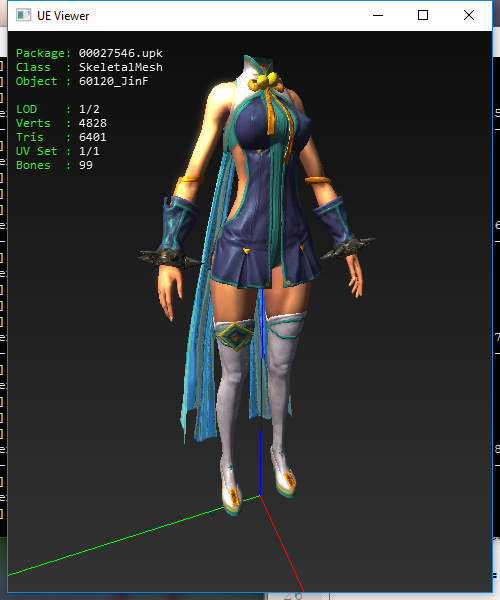 UE Viewer
Package: 00027546.upk
Class : SkeletalMesh
Object : 60120_JinF
LOD : 1/2
Verts : 4828
Tris : 6401
UV Set : 1/1
Bones : 99